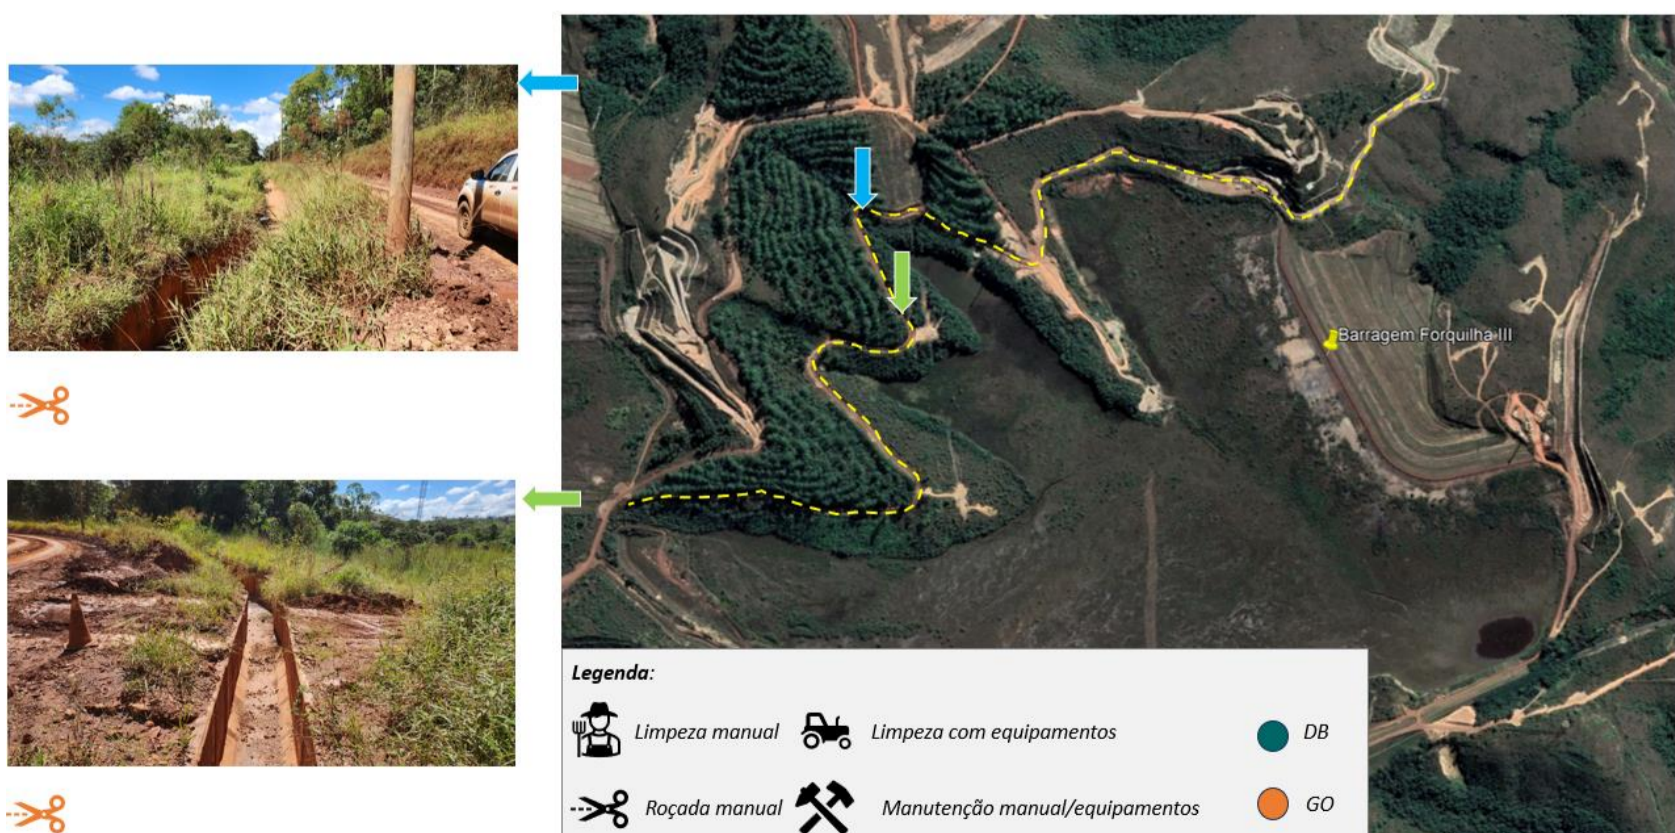 Barragem Forquilha III
Legenda:
Limpeza manual
Limpeza com equipamentos
DB
Roçada manual
Manutenção manual/equipamentos
GO